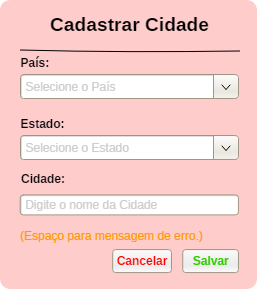 Cadastrar Cidade
País:
Selecione o País
Estado:
Selecione o Estado
Cidade:
Digite o nome da Cidade
(Espaço para mensagem de erro.)
Cancelar Salvar